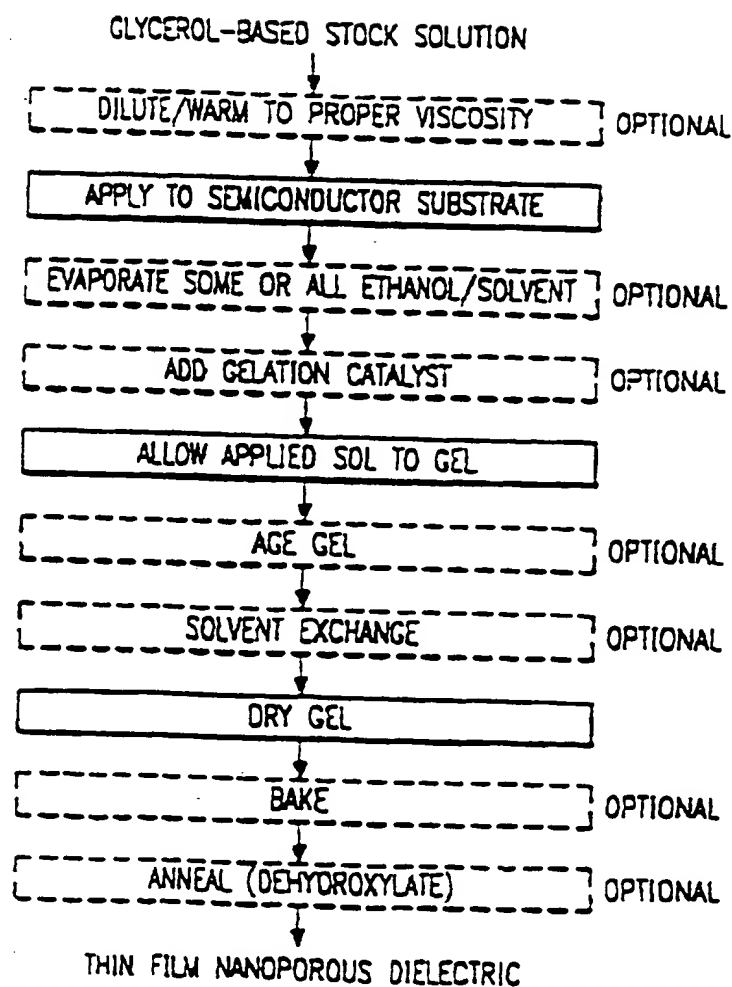 GLYCEROL-BASED STOCK SOLUTION
DILUTE/WARM TO PROPER VISCOSITY OPTIONAL
APPLY TO SEMICONDUCTOR SUBSTRATE
EVAPORATE SOME OR ALL ETHANOL/SOLVENT OPTIONAL
ADD GELATION CATALYST OPTIONAL
ALLOW APPLIED SOL TO GEL
AGE GEL OPTIONAL
SOLVENT EXCHANGE OPTIONAL
DRY GEL
BAKE OPTIONAL
ANNEAL (DEHYDROXYLATE) OPTIONAL
THIN FILM NANOPOROUS DIELECTRIC